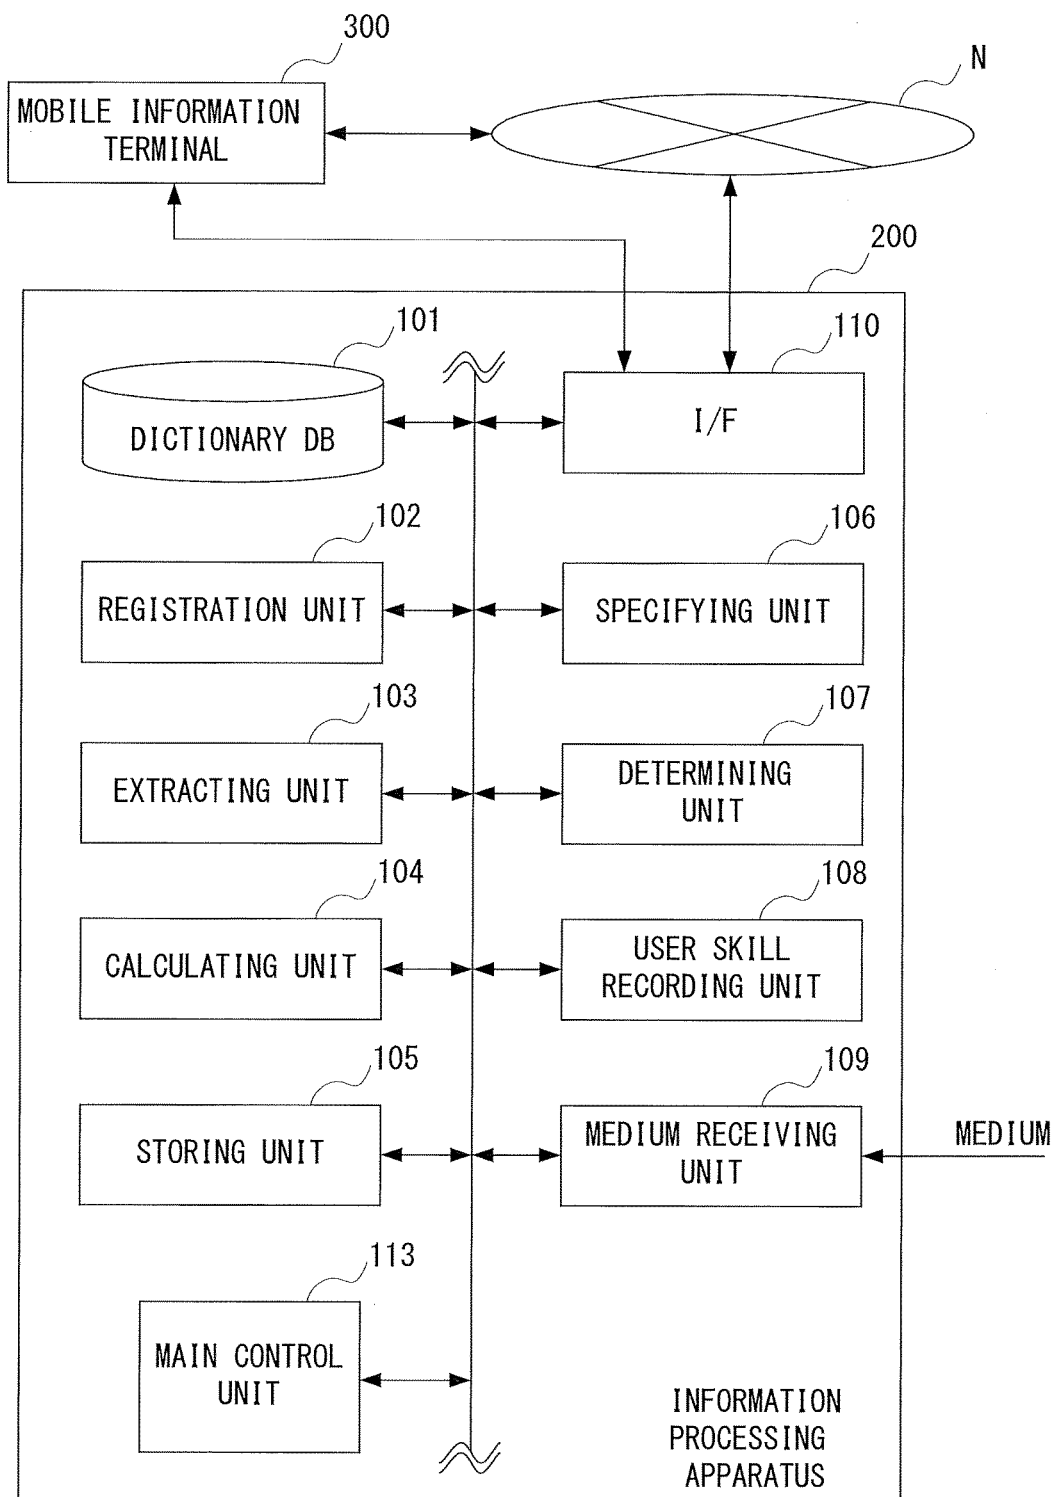 300
N
MOBILE INFORMATION
TERMINAL
200
101
110
DICTIONARY DB
I/F
102
106
REGISTRATION UNIT
SPECIFYING UNIT
103
107
EXTRACTING UNIT
DETERMINING
UNIT
104
108
CALCULATING UNIT
USER SKILL
RECORDING UNIT
105
109
STORING UNIT
MEDIUM RECEIVING
UNIT
MEDIUM
113
MAIN CONTROL
UNIT
INFORMATION
PROCESSING
APPARATUS